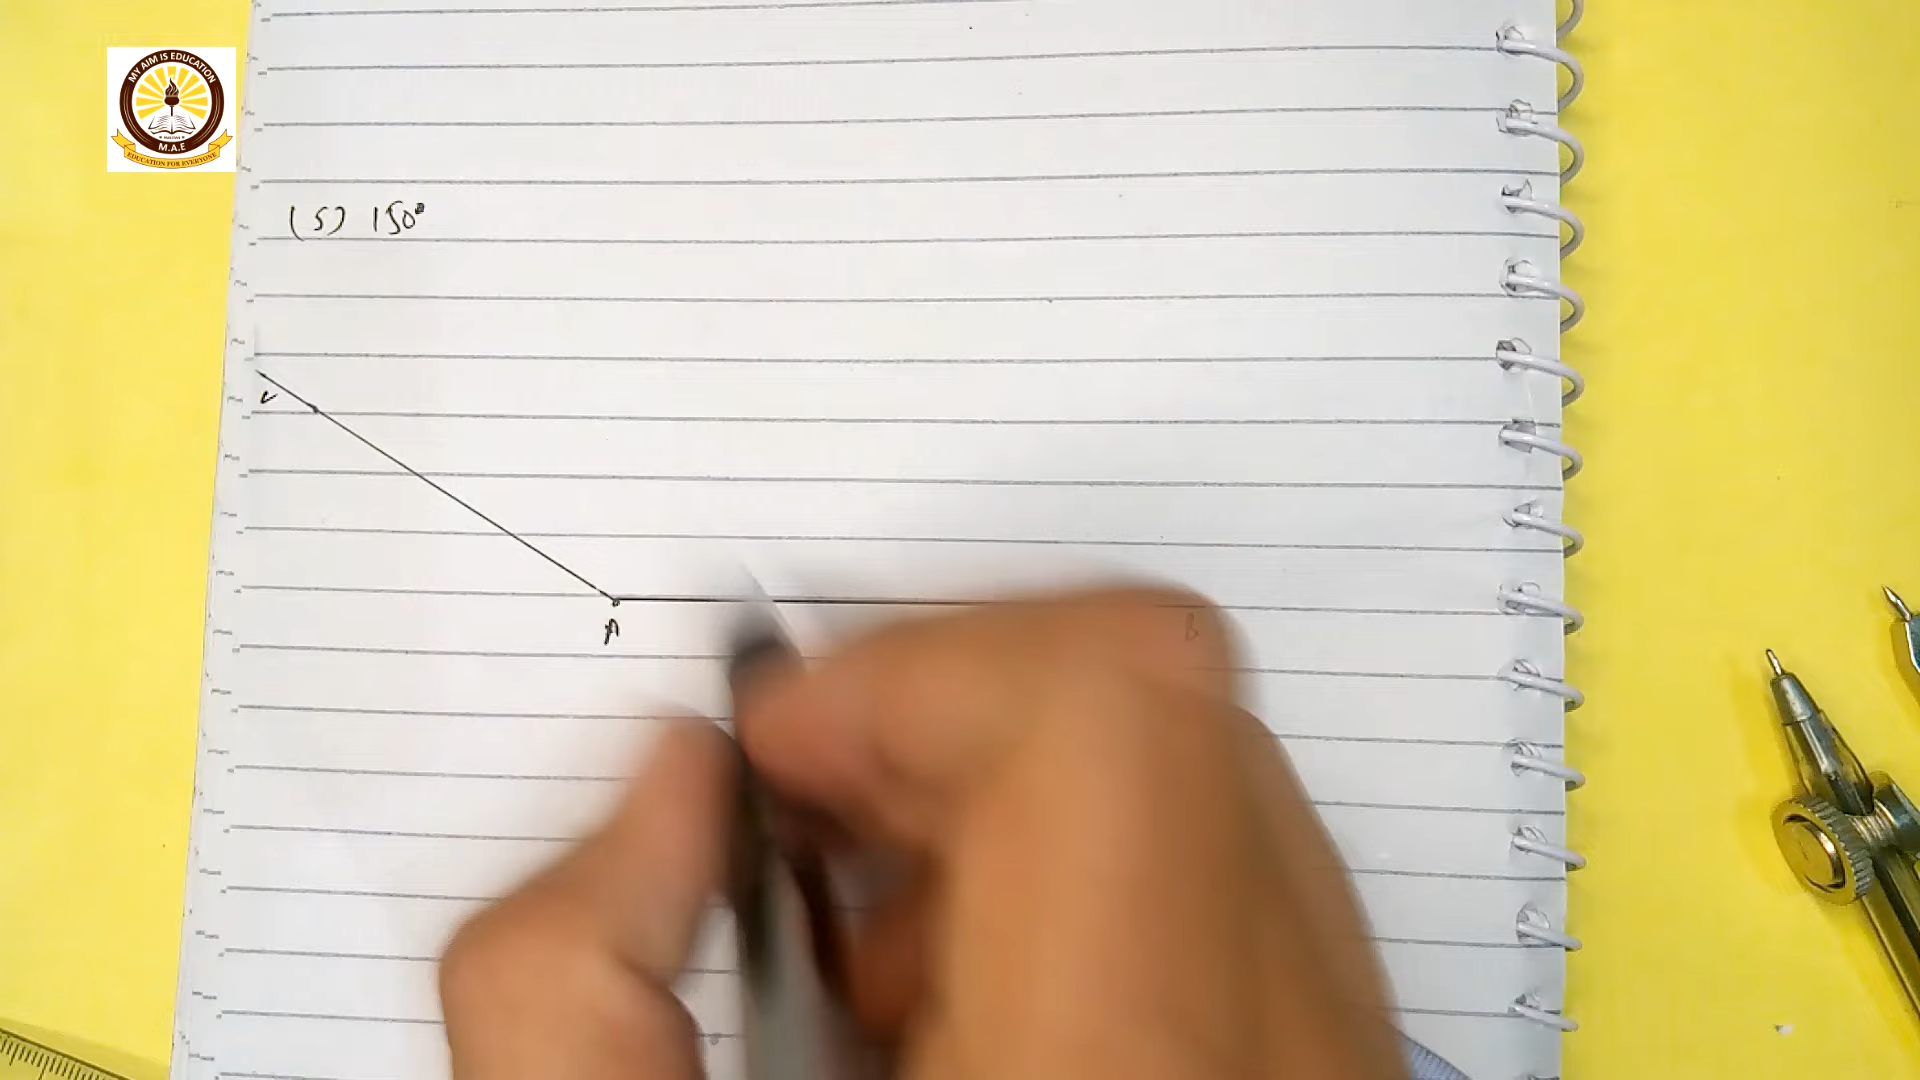 MY AIM IS EDUCATION
M.A.E
EDUCATION FOR EVERYONE
(5) 150°
C
A
B